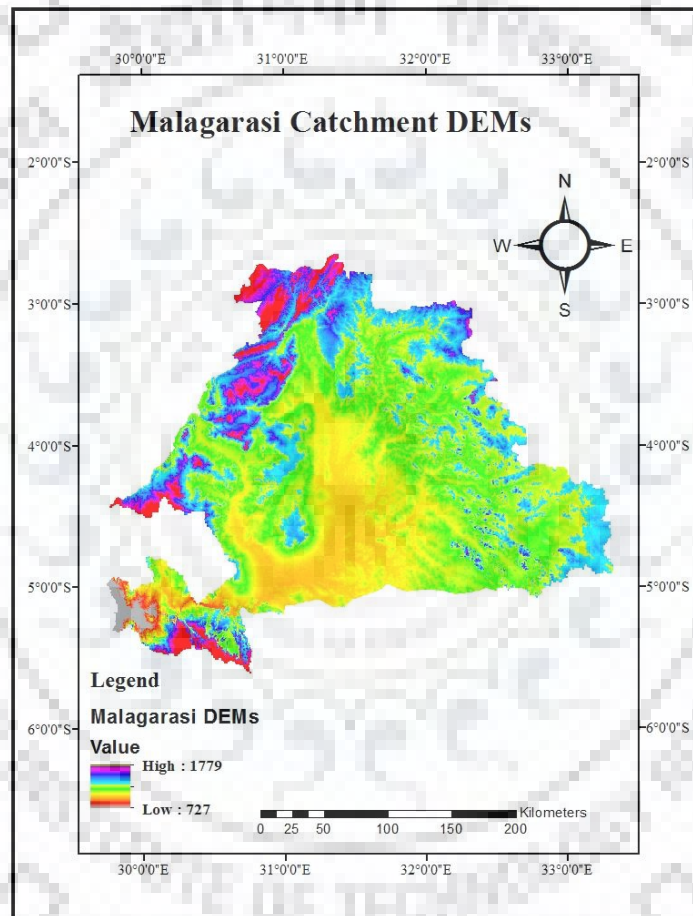 30°0'0"E 31°0'0"E 32°0'0"E 33°0'0"E
Malagarasi Catchment DEMs
2°0'0"S 2°0'0"S
N
W E
S
3°0'0"S 3°0'0"S
4°0'0"S 4°0'0"S
5°0'0"S 5°0'0"S
Legend
Malagarasi DEMs
6°0'0"S 6°0'0"S
Value
High : 1779
Low : 727
Kilometers
0 25 50 100 150 200
30°0'0"E 31°0'0"E 32°0'0"E 33°0'0"E